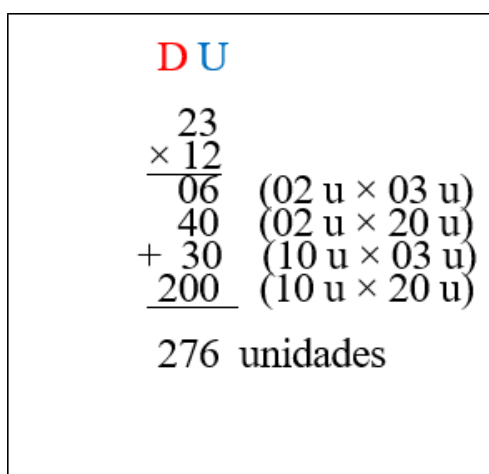 D U
23
× 12
06 (02 u × 03 u)
40 (02 u × 20 u)
+ 30 (10 u × 03 u)
200 (10 u × 20 u)
276 unidades